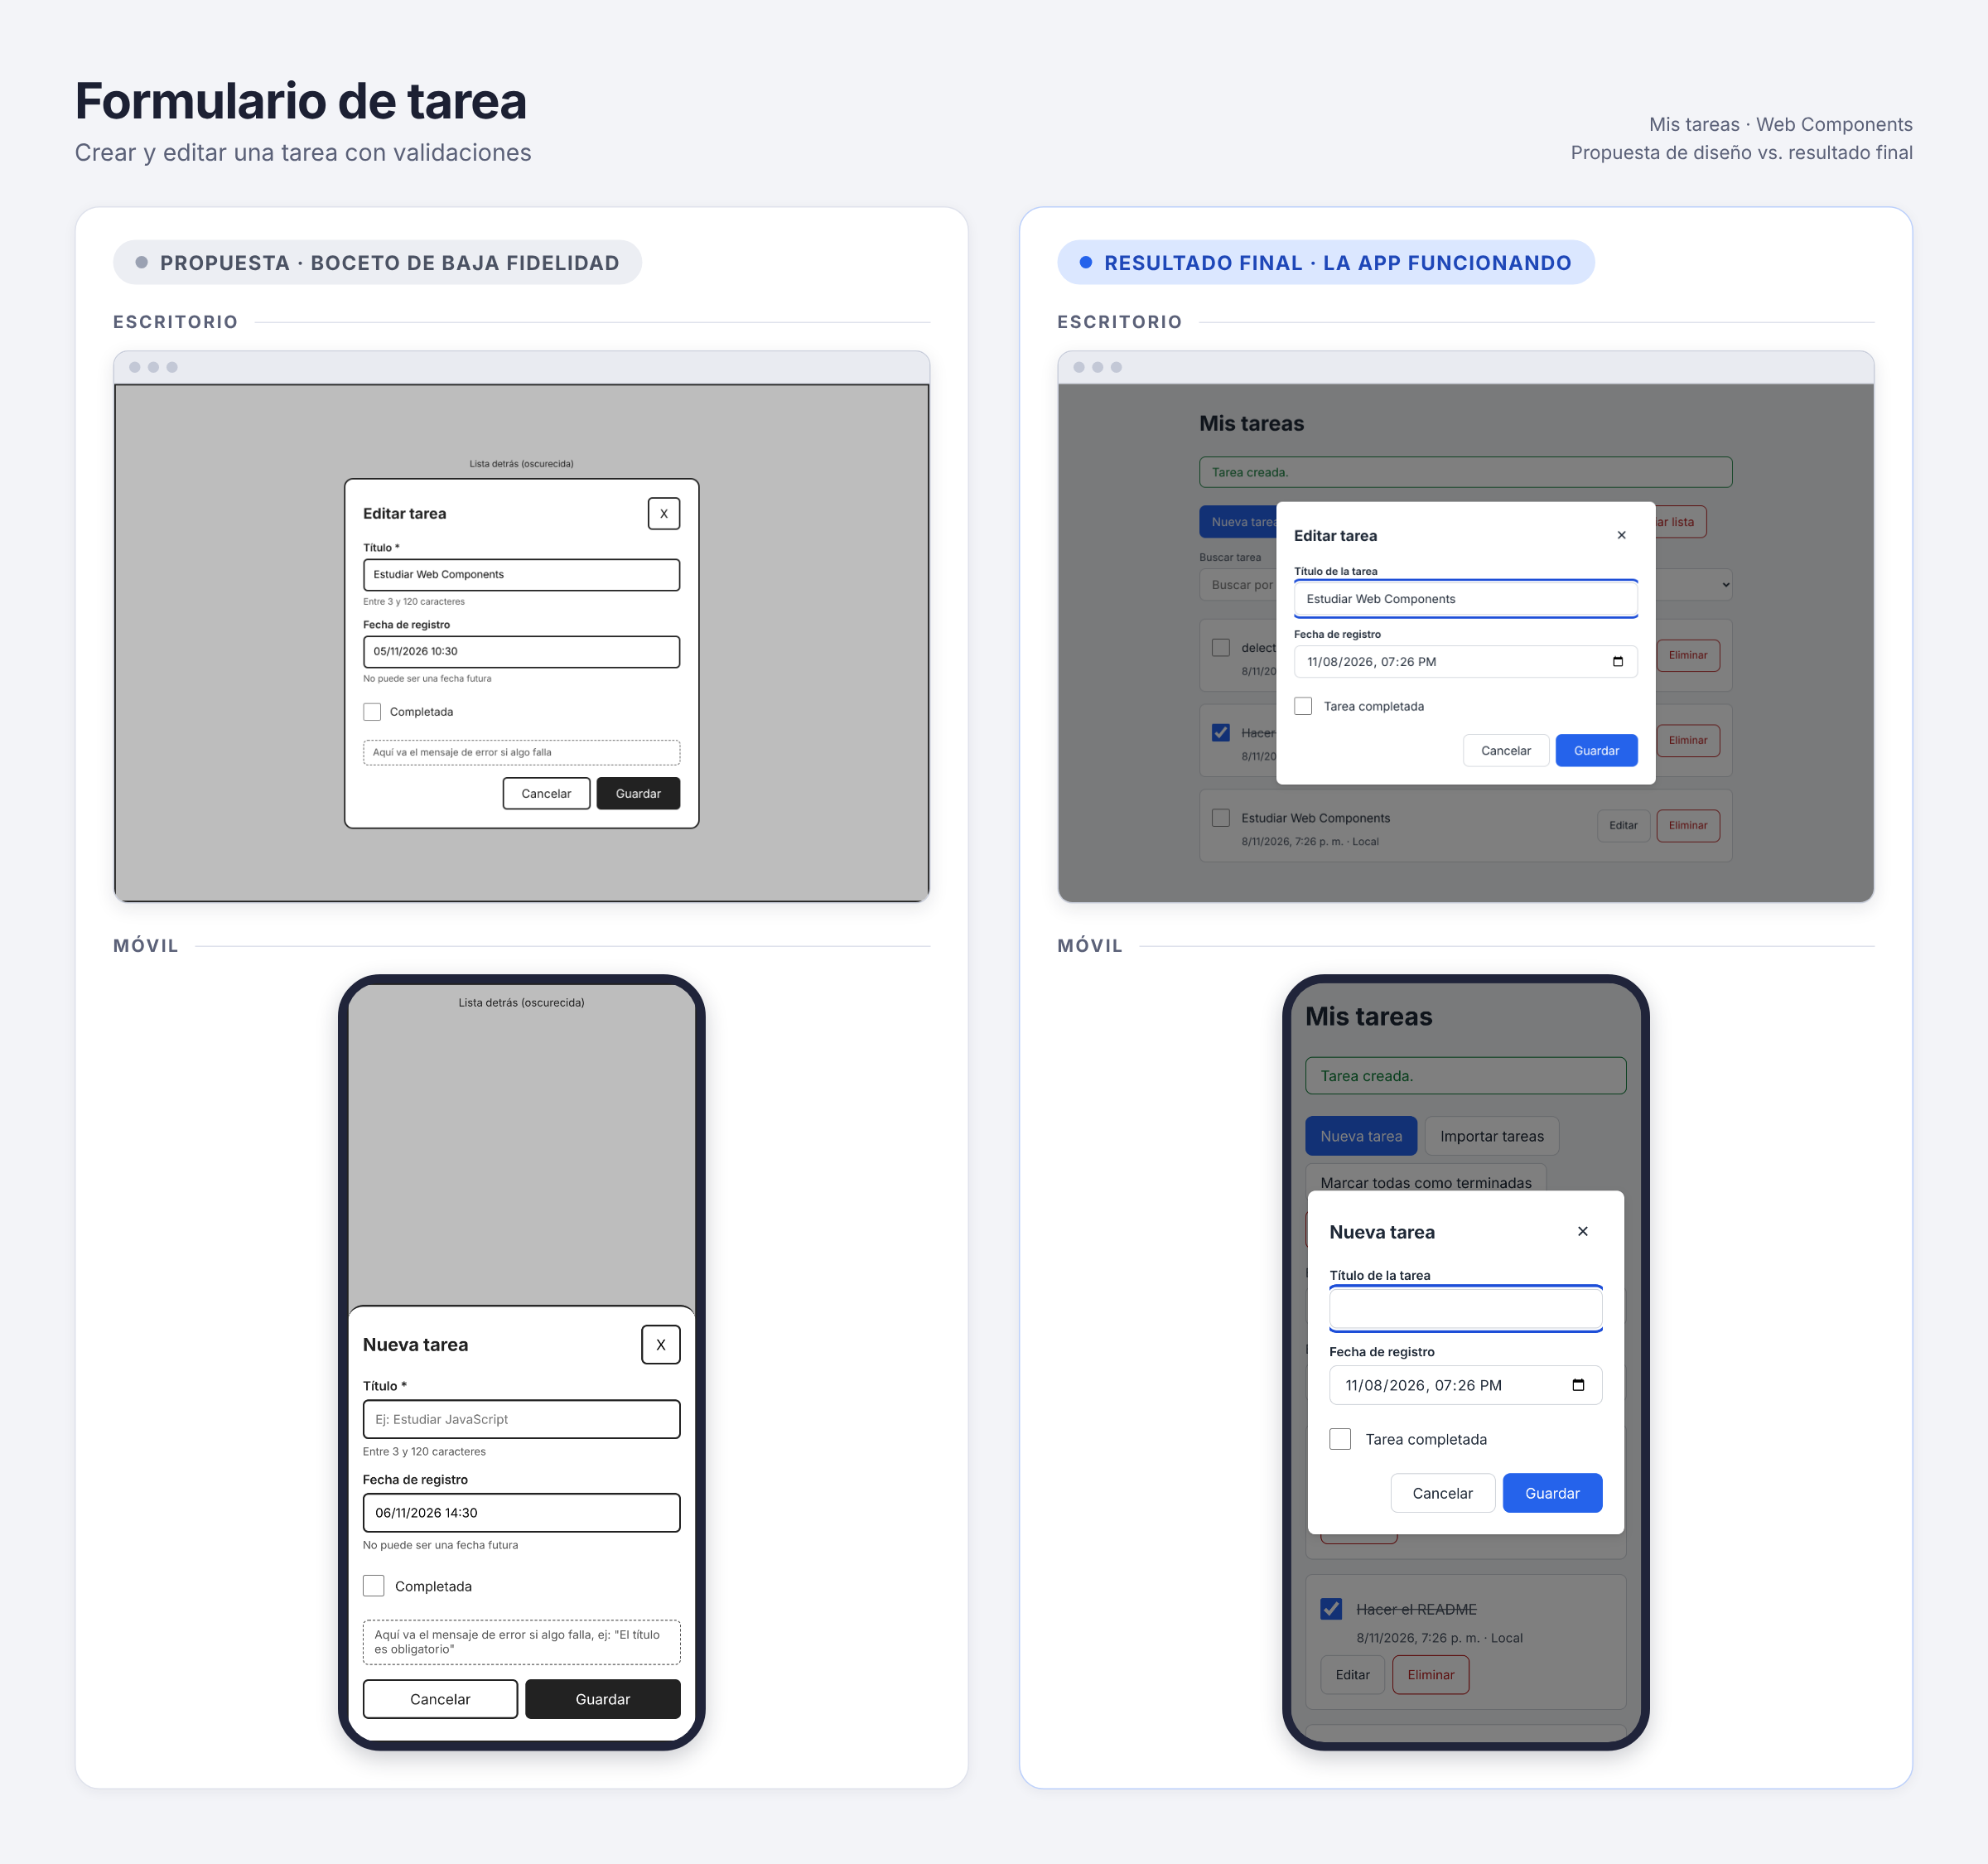 Formulario de tarea
Crear y editar una tarea con validaciones
Mis tareas · Web Components
Propuesta de diseño vs. resultado final
PROPUESTA · BOCETO DE BAJA FIDELIDAD
ESCRITORIO
Lista detrás (oscurecida)
Editar tarea
X
Título *
Estudiar Web Components
Entre 3 y 120 caracteres
Fecha de registro
05/11/2026 10:30
No puede ser una fecha futura
Completada
Aquí va el mensaje de error si algo falla
Cancelar
Guardar
MÓVIL
Lista detrás (oscurecida)
Nueva tarea
X
Título *
Ej: Estudiar JavaScript
Entre 3 y 120 caracteres
Fecha de registro
06/11/2026 14:30
No puede ser una fecha futura
Completada
Aquí va el mensaje de error si algo falla, ej: "El título
es obligatorio"
Cancelar
Guardar
RESULTADO FINAL · LA APP FUNCIONANDO
ESCRITORIO
Mis tareas
Tarea creada.
Nueva tarea
ar lista
Buscar tarea
Buscar por
delect
8/11/20
Eliminar
Hacer
8/11/20
Eliminar
Editar tarea
×
Título de la tarea
Estudiar Web Components
Fecha de registro
11/08/2026, 07:26 PM
Tarea completada
Cancelar
Guardar
Estudiar Web Components
8/11/2026, 7:26 p. m. · Local
Editar
Eliminar
MÓVIL
Mis tareas
Tarea creada.
Nueva tarea
Importar tareas
Marcar todas como terminadas
Nueva tarea
×
Título de la tarea
Fecha de registro
11/08/2026, 07:26 PM
Tarea completada
Cancelar
Guardar
Hacer el README
8/11/2026, 7:26 p. m. · Local
Editar
Eliminar